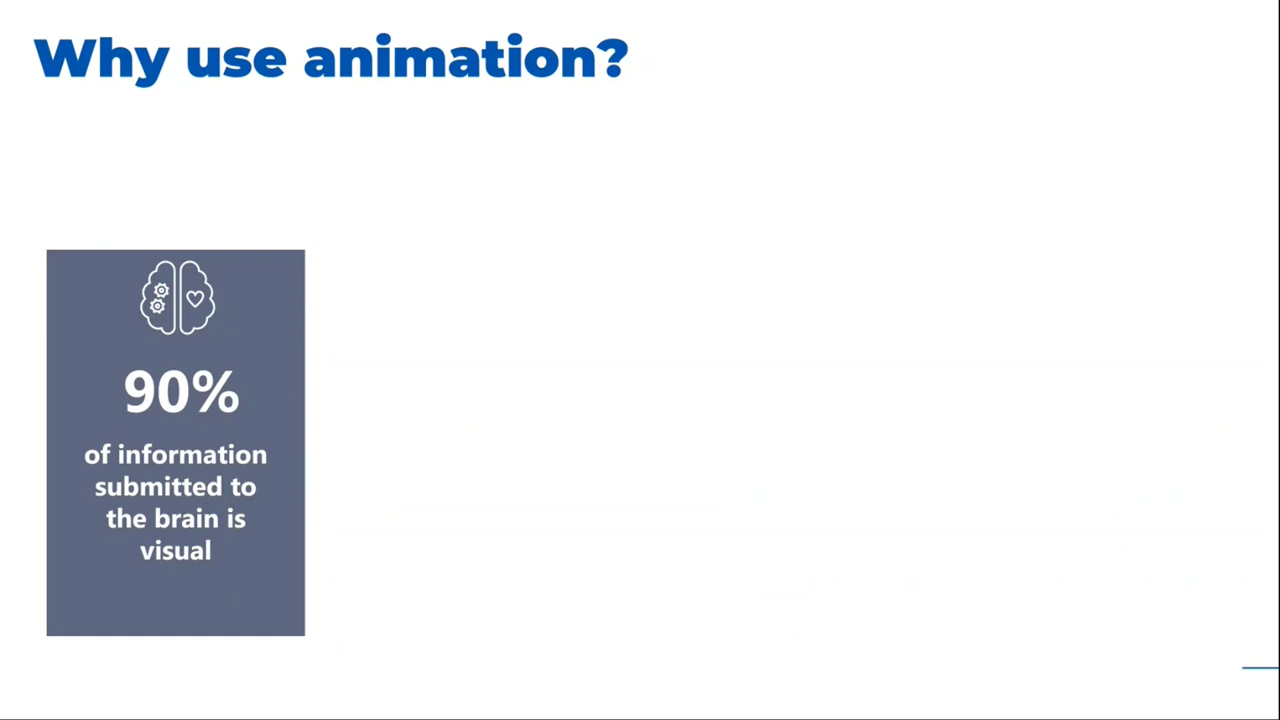 Why use animation?
90%
of information
submitted to
the brain is
visual